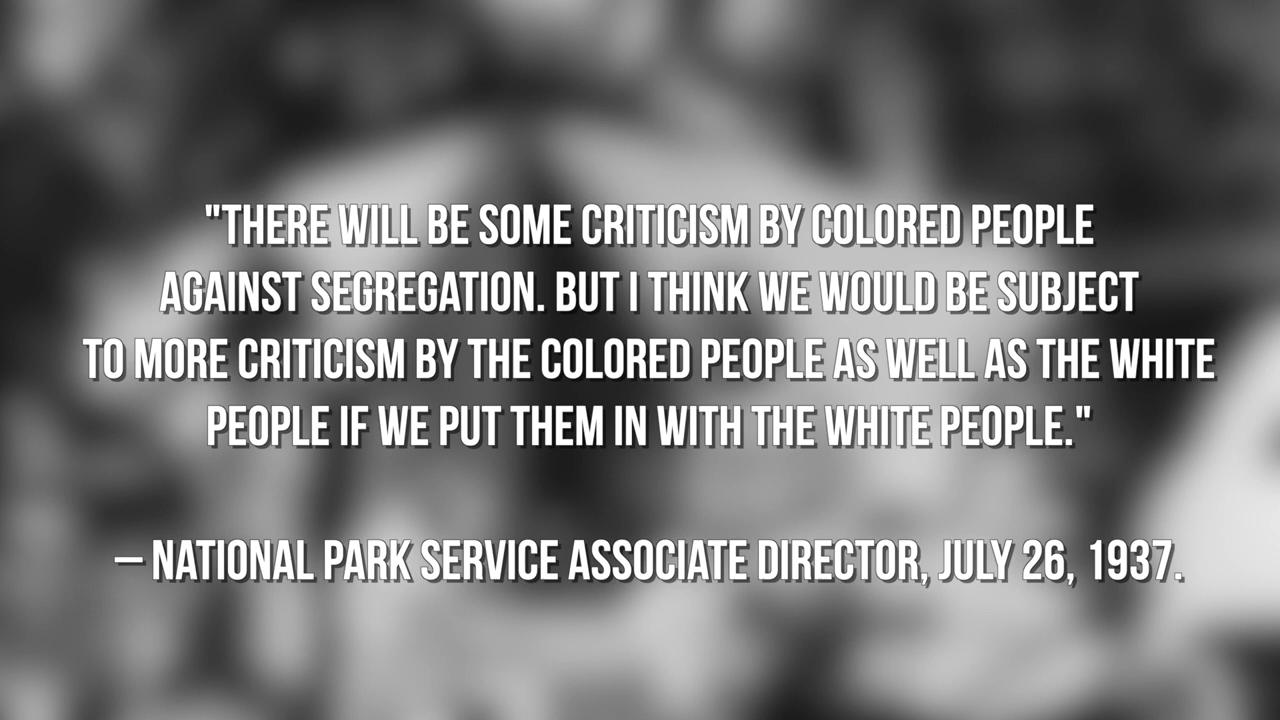 "THERE WILL BE SOME CRITICISM BY COLORED PEOPLE
AGAINST SEGREGATION. BUT I THINK WE WOULD BE SUBJECT
TO MORE CRITICISM BY THE COLORED PEOPLE AS WELL AS THE WHITE
PEOPLE IF WE PUT THEM IN WITH THE WHITE PEOPLE."
– NATIONAL PARK SERVICE ASSOCIATE DIRECTOR, JULY 26, 1937.